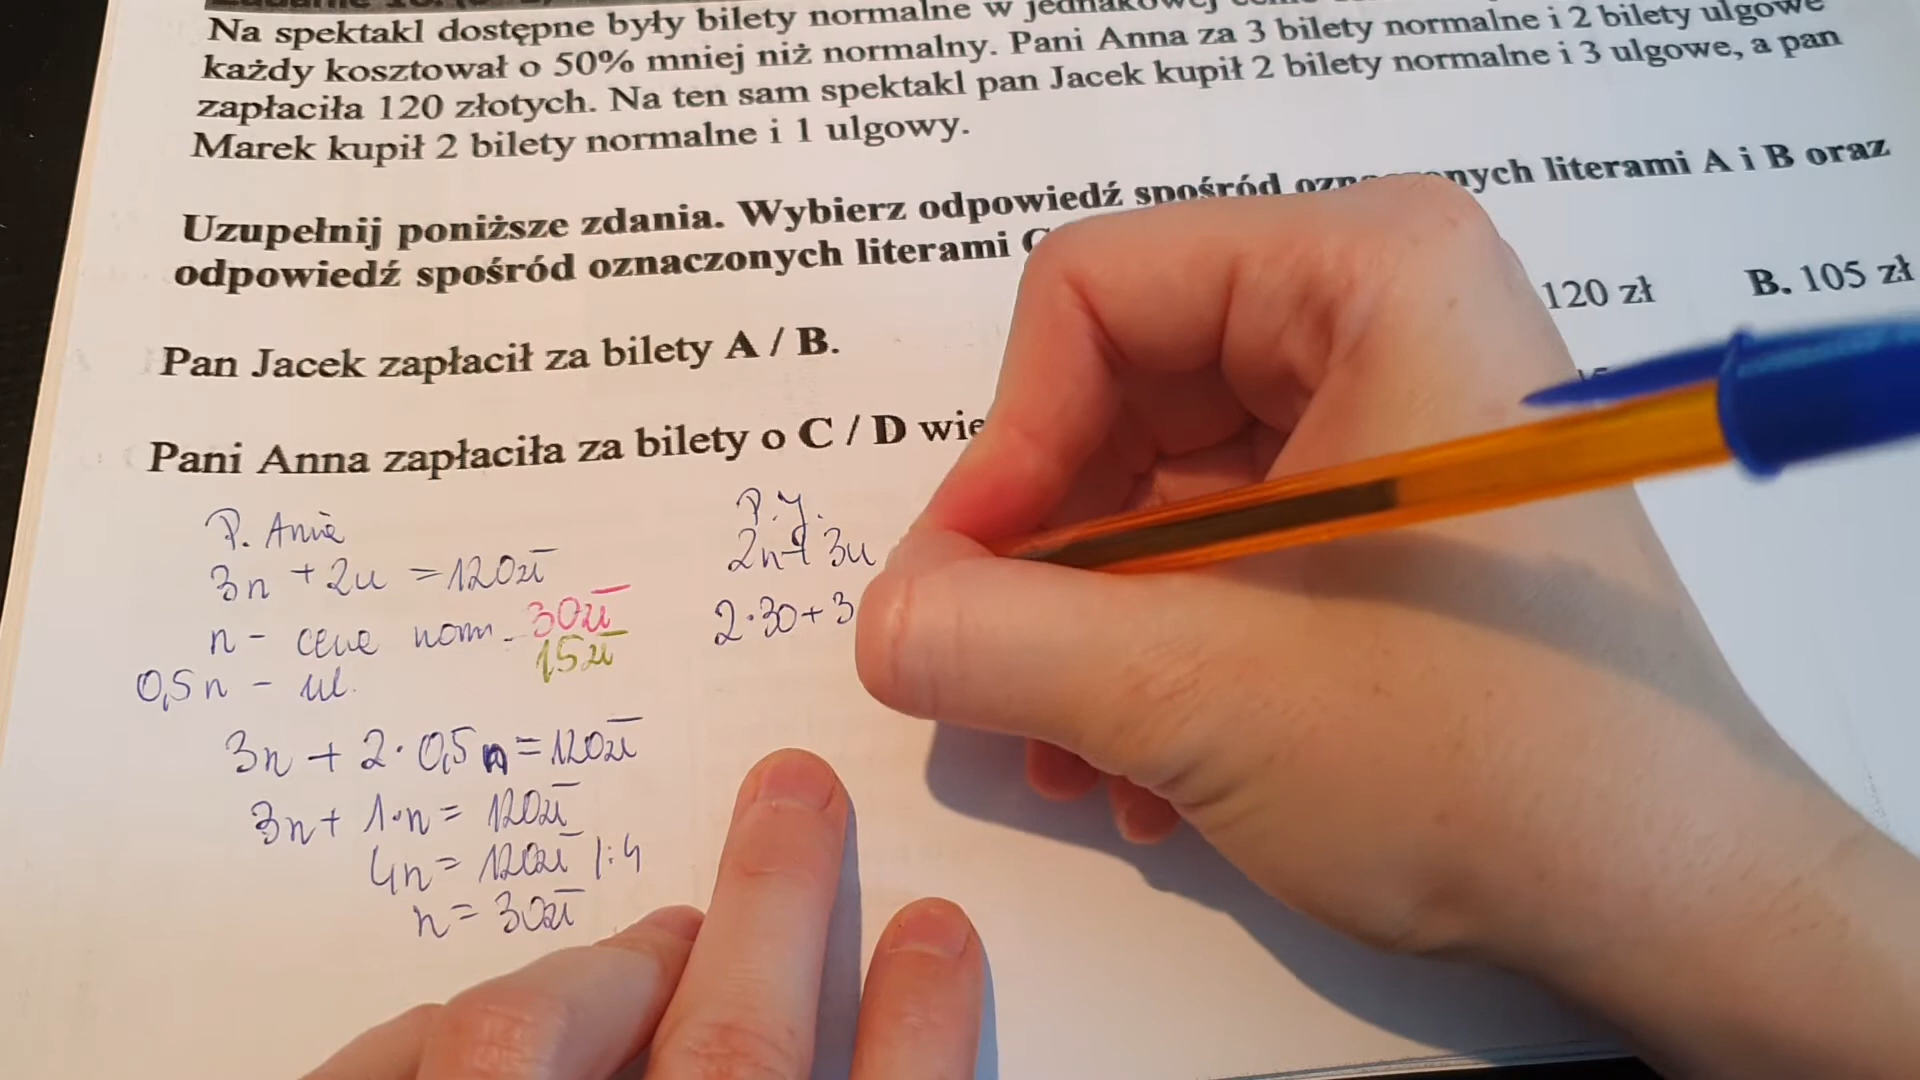 Na spektakl dostępne były bilety normalne w jednakowej
każdy kosztował o 50% mniej niż normalny. Pani Anna za 3 bilety normalne i 2 bilety ulgowe
zapłaciła 120 złotych. Na ten sam spektakl pan Jacek kupił 2 bilety normalne i 3 ulgowe, a pan
Marek kupił 2 bilety normalne i 1 ulgowy.
Uzupełnij poniższe zdania. Wybierz odpowiedź spośród oznaczonych literami A i B oraz
odpowiedź spośród oznaczonych literami
120 zł B. 105 zł
Pan Jacek zapłacił za bilety A / B.
Pani Anna zapłaciła za bilety o C / D wię
P. Ania
3n + 2u = 120zł
n - cena norm. - 30zł
15zł
0,5n - ul.
3n + 2·0,5n = 120zł
3n + 1·n = 120zł
4n = 120zł /:4
n = 30zł
P. J.
2n + 3u
2·30 + 3